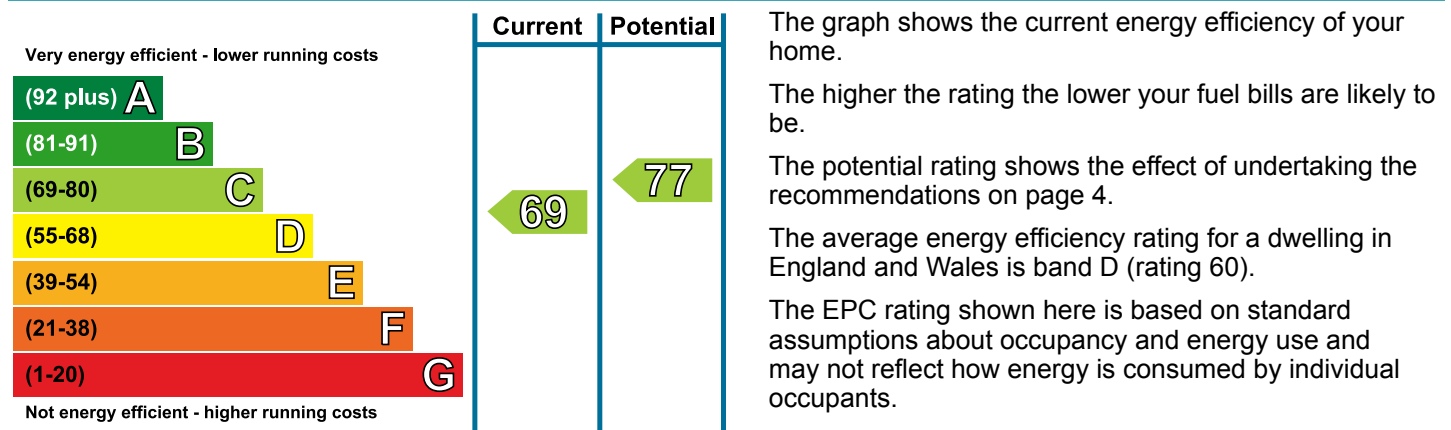 Current Potential
Very energy efficient - lower running costs
(92 plus) A
(81-91) B
(69-80) C
(55-68) D
(39-54) E
(21-38) F
(1-20) G
Not energy efficient - higher running costs
69
77
The graph shows the current energy efficiency of your
home.
The higher the rating the lower your fuel bills are likely to
be.
The potential rating shows the effect of undertaking the
recommendations on page 4.
The average energy efficiency rating for a dwelling in
England and Wales is band D (rating 60).
The EPC rating shown here is based on standard
assumptions about occupancy and energy use and
may not reflect how energy is consumed by individual
occupants.